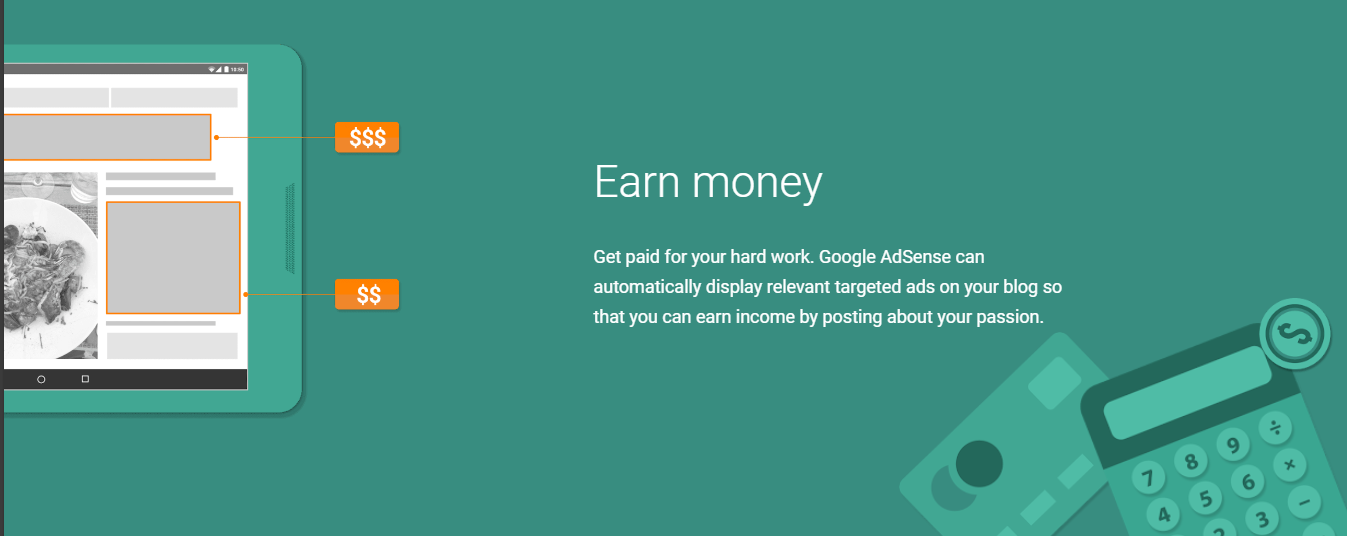 10:50
$$$
$$
Earn money
Get paid for your hard work. Google AdSense can
automatically display relevant targeted ads on your blog so
that you can earn income by posting about your passion.
$
7 8 9 ÷
4 5 6 ×
2 3 −